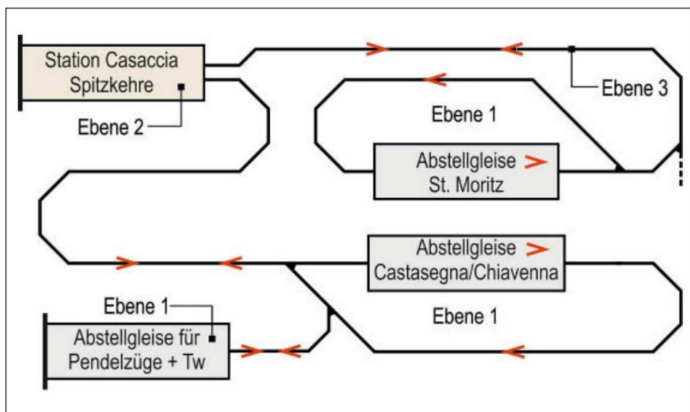 Station Casaccia
Spitzkehre
Ebene 2
Ebene 3
Ebene 1
Abstellgleise
St. Moritz
Abstellgleise
Castasegna/Chiavenna
Ebene 1
Ebene 1
Abstellgleise für
Pendelzüge + Tw